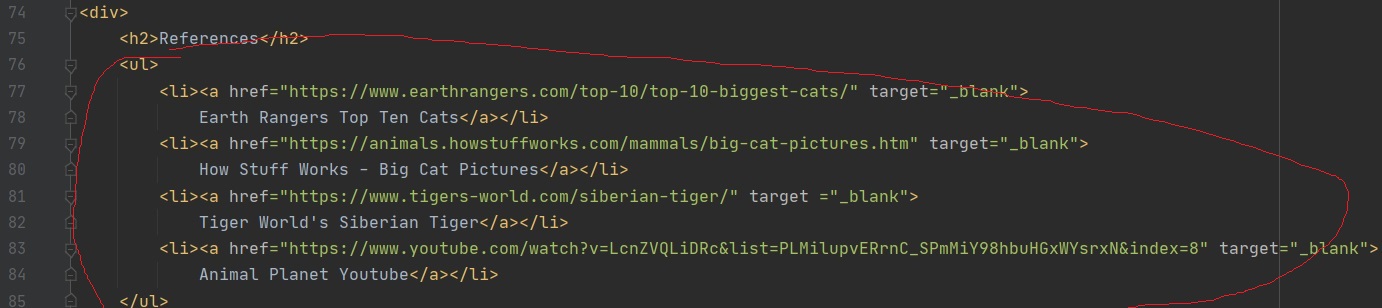 74 <div>
75 <h2>References</h2>
76 <ul>
77 <li><a href="https://www.earthrangers.com/top-10/top-10-biggest-cats/" target="_blank">
78 Earth Rangers Top Ten Cats</a></li>
79 <li><a href="https://animals.howstuffworks.com/mammals/big-cat-pictures.htm" target="_blank">
80 How Stuff Works - Big Cat Pictures</a></li>
81 <li><a href="https://www.tigers-world.com/siberian-tiger/" target ="_blank">
82 Tiger World's Siberian Tiger</a></li>
83 <li><a href="https://www.youtube.com/watch?v=LcnZVQLiDRc&list=PLMilupvERrnC_SPmMiY98hbuHGxWYsrxN&index=8" target="_blank">
84 Animal Planet Youtube</a></li>
85 </ul>